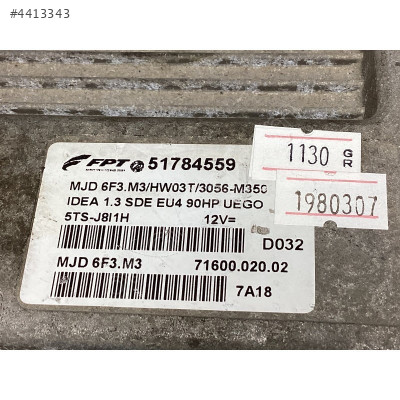 #4413343
FPT 51784559
1130 GR
MJD 6F3.M3/HW03T/3056-M350
1980307
IDEA 1.3 SDE EU4 90HP UEGO
5TS-J8I1H 12V=
D032
MJD 6F3.M3 71600.020.02
7A18